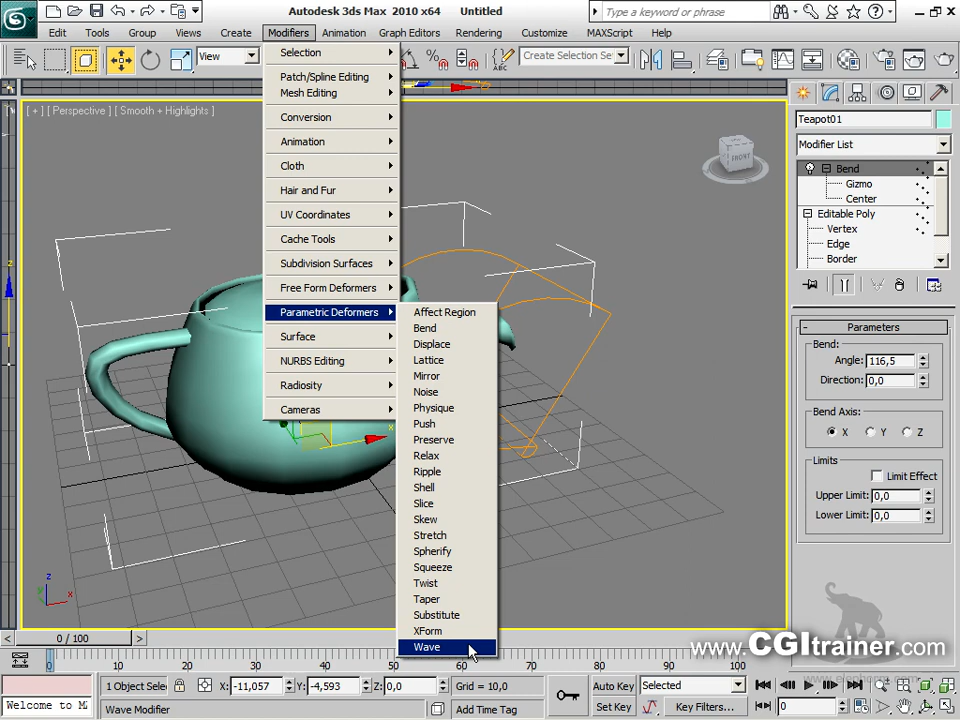 Autodesk 3ds Max 2010 x64 Untitled
Type a keyword or phrase
Edit Tools Group Views Create Modifiers Animation Graph Editors Rendering Customize MAXScript Help
View
Create Selection Se
[ + ] [ Perspective ] [ Smooth + Highlights ]
Selection
Patch/Spline Editing
Mesh Editing
Conversion
Animation
Cloth
Hair and Fur
UV Coordinates
Cache Tools
Subdivision Surfaces
Free Form Deformers
Parametric Deformers
Surface
NURBS Editing
Radiosity
Cameras
Affect Region
Bend
Displace
Lattice
Mirror
Noise
Physique
Push
Preserve
Relax
Ripple
Shell
Slice
Skew
Stretch
Spherify
Squeeze
Twist
Taper
Substitute
XForm
Wave
FRONT
Teapot01
Modifier List
Bend
Gizmo
Center
Editable Poly
Vertex
Edge
Border
Parameters
Bend:
Angle: 116,5
Direction: 0,0
Bend Axis:
X Y Z
Limits
Limit Effect
Upper Limit: 0,0
Lower Limit: 0,0
z
x
x
z
y
x
www.CGItrainer.com
0 / 100
0 10 20 30 40 50 60 70 80 90 100
1 Object Selec
X: -11,057 Y: -4,593 Z: 0,0
Grid = 10,0
Auto Key
Selected
Welcome to MA
Wave Modifier
Add Time Tag
Set Key
Key Filters...
0